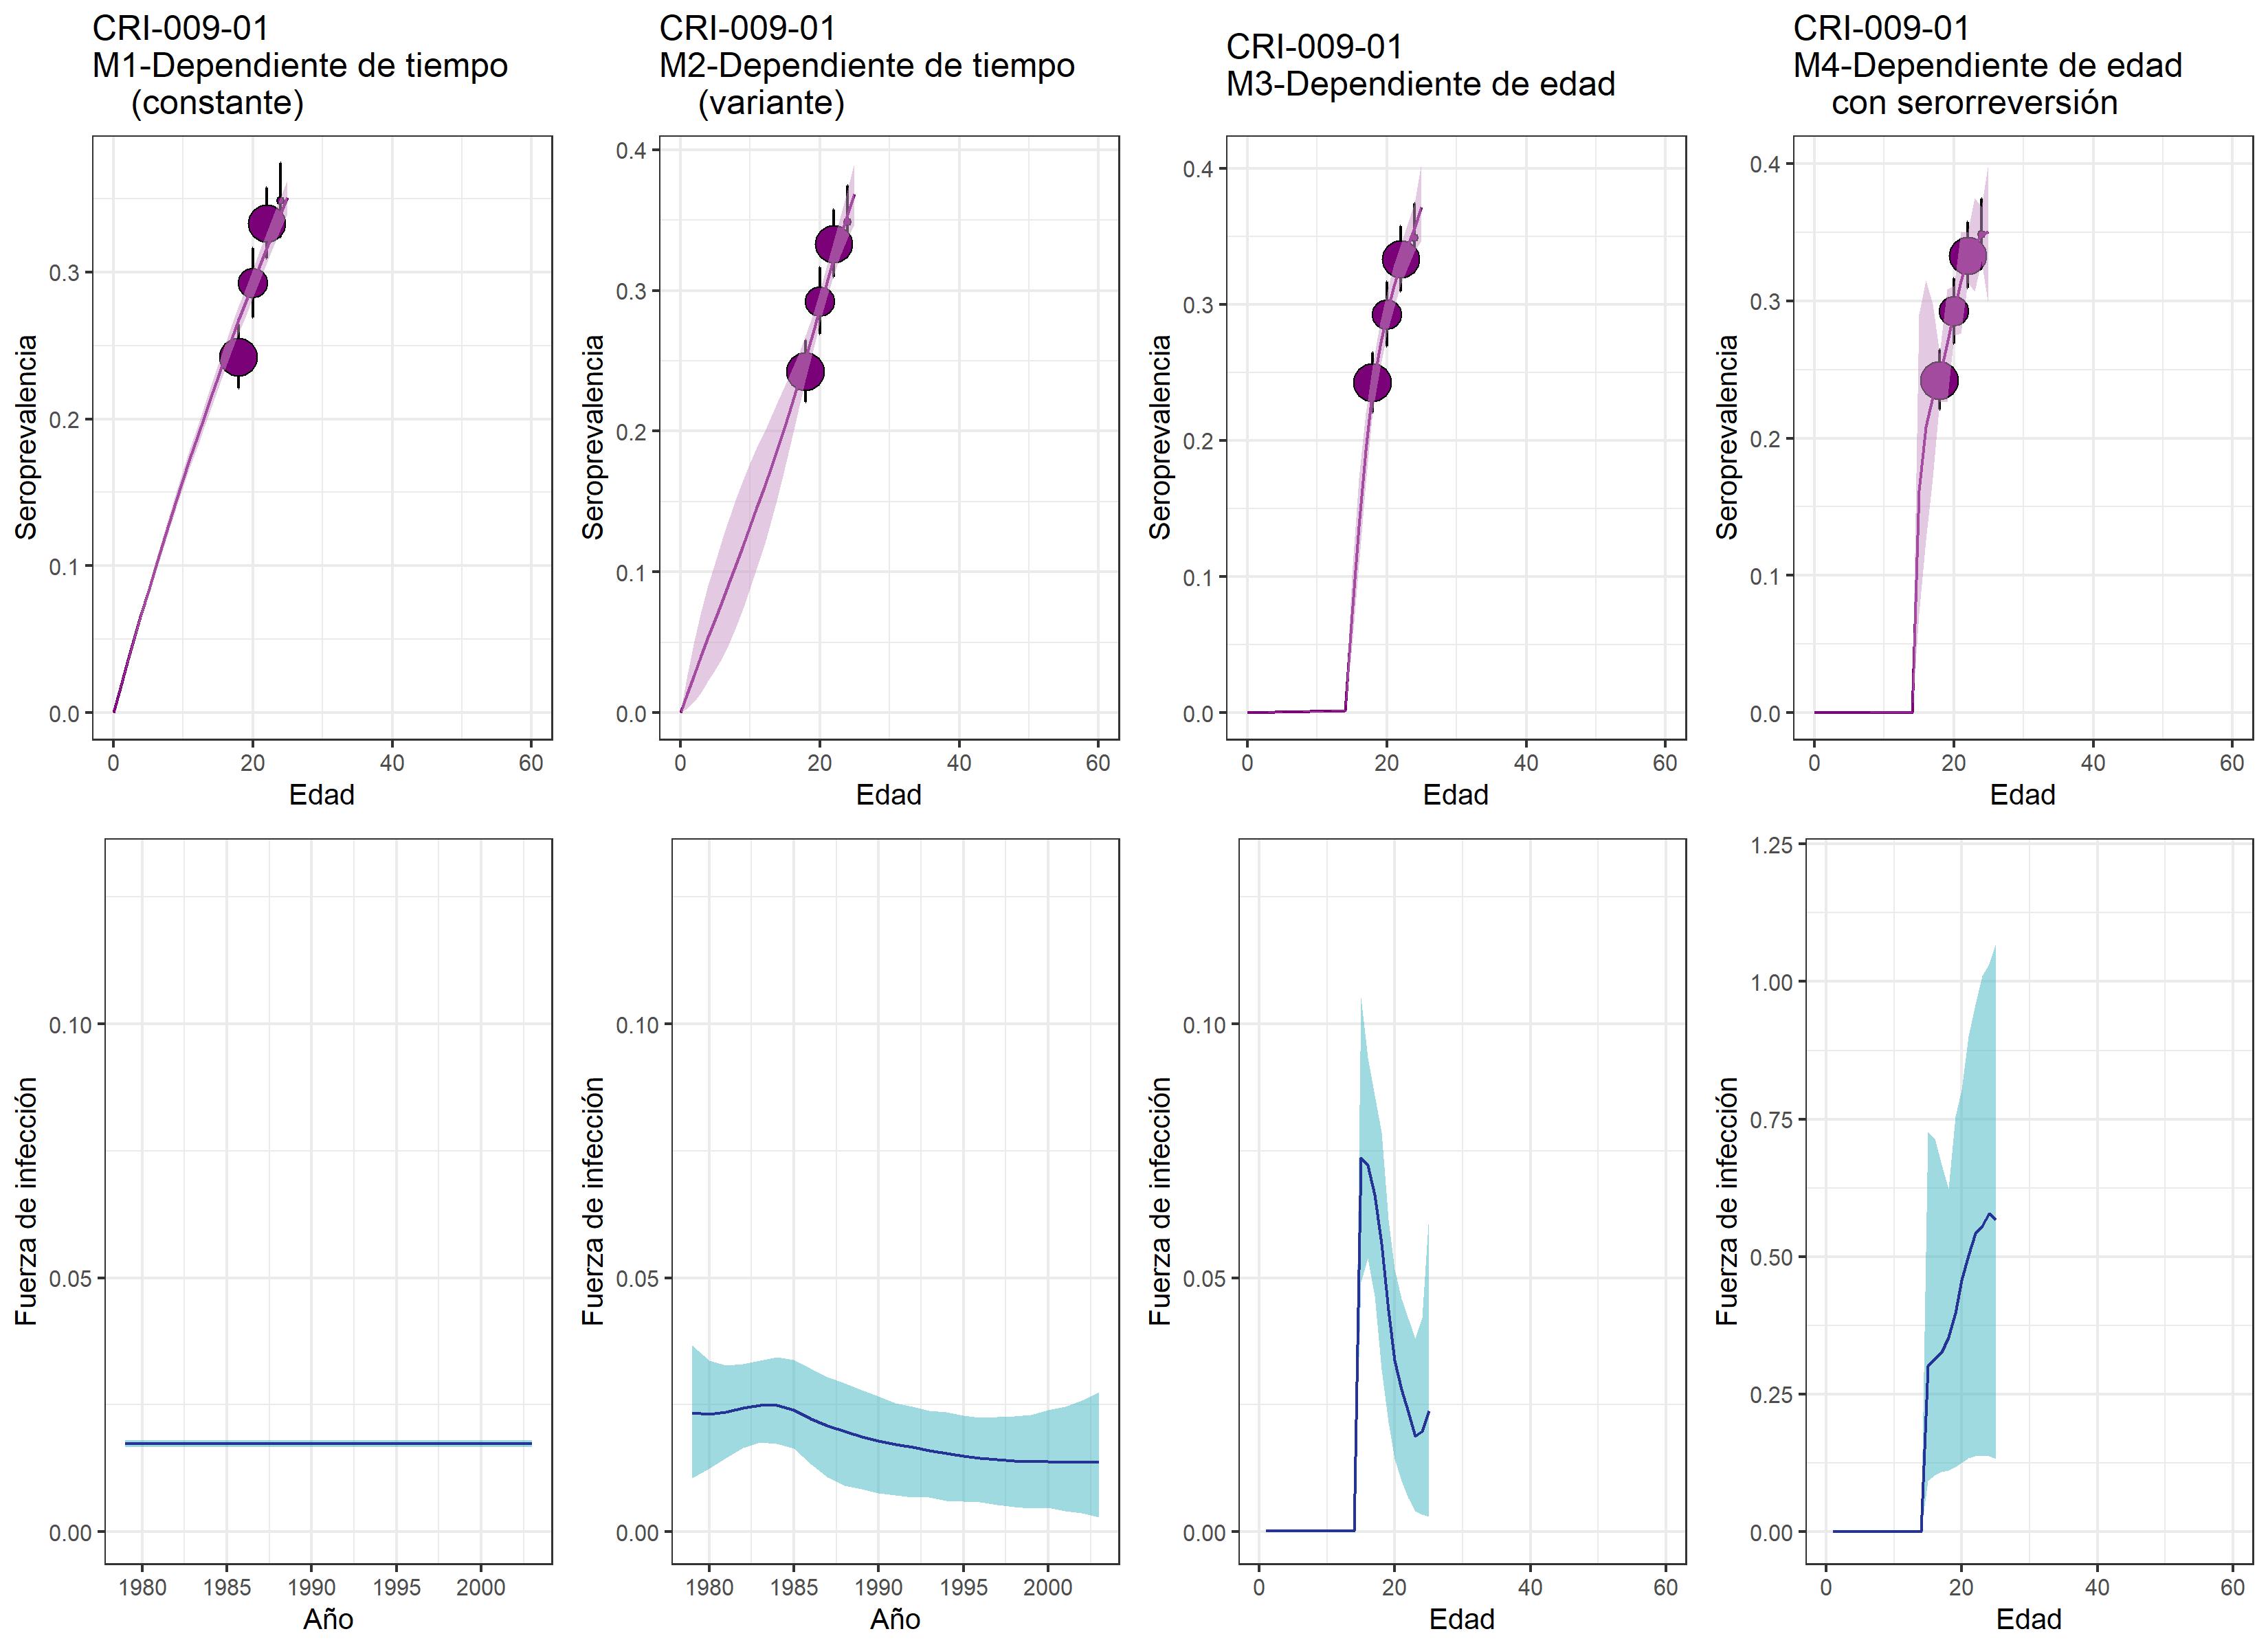 CRI-009-01
M1-Dependiente de tiempo
(constante)
CRI-009-01
M2-Dependiente de tiempo
(variante)
CRI-009-01
M3-Dependiente de edad
CRI-009-01
M4-Dependiente de edad
con serorreversión
Seroprevalencia
0.3
0.2
0.1
0.0
0 20 40 60
Edad
Seroprevalencia
0.4
0.3
0.2
0.1
0.0
0 20 40 60
Edad
Seroprevalencia
0.4
0.3
0.2
0.1
0.0
0 20 40 60
Edad
Seroprevalencia
0.4
0.3
0.2
0.1
0.0
0 20 40 60
Edad
Fuerza de infección
0.10
0.05
0.00
1980 1985 1990 1995 2000
Año
Fuerza de infección
0.10
0.05
0.00
1980 1985 1990 1995 2000
Año
Fuerza de infección
0.10
0.05
0.00
0 20 40 60
Edad
Fuerza de infección
1.25
1.00
0.75
0.50
0.25
0.00
0 20 40 60
Edad